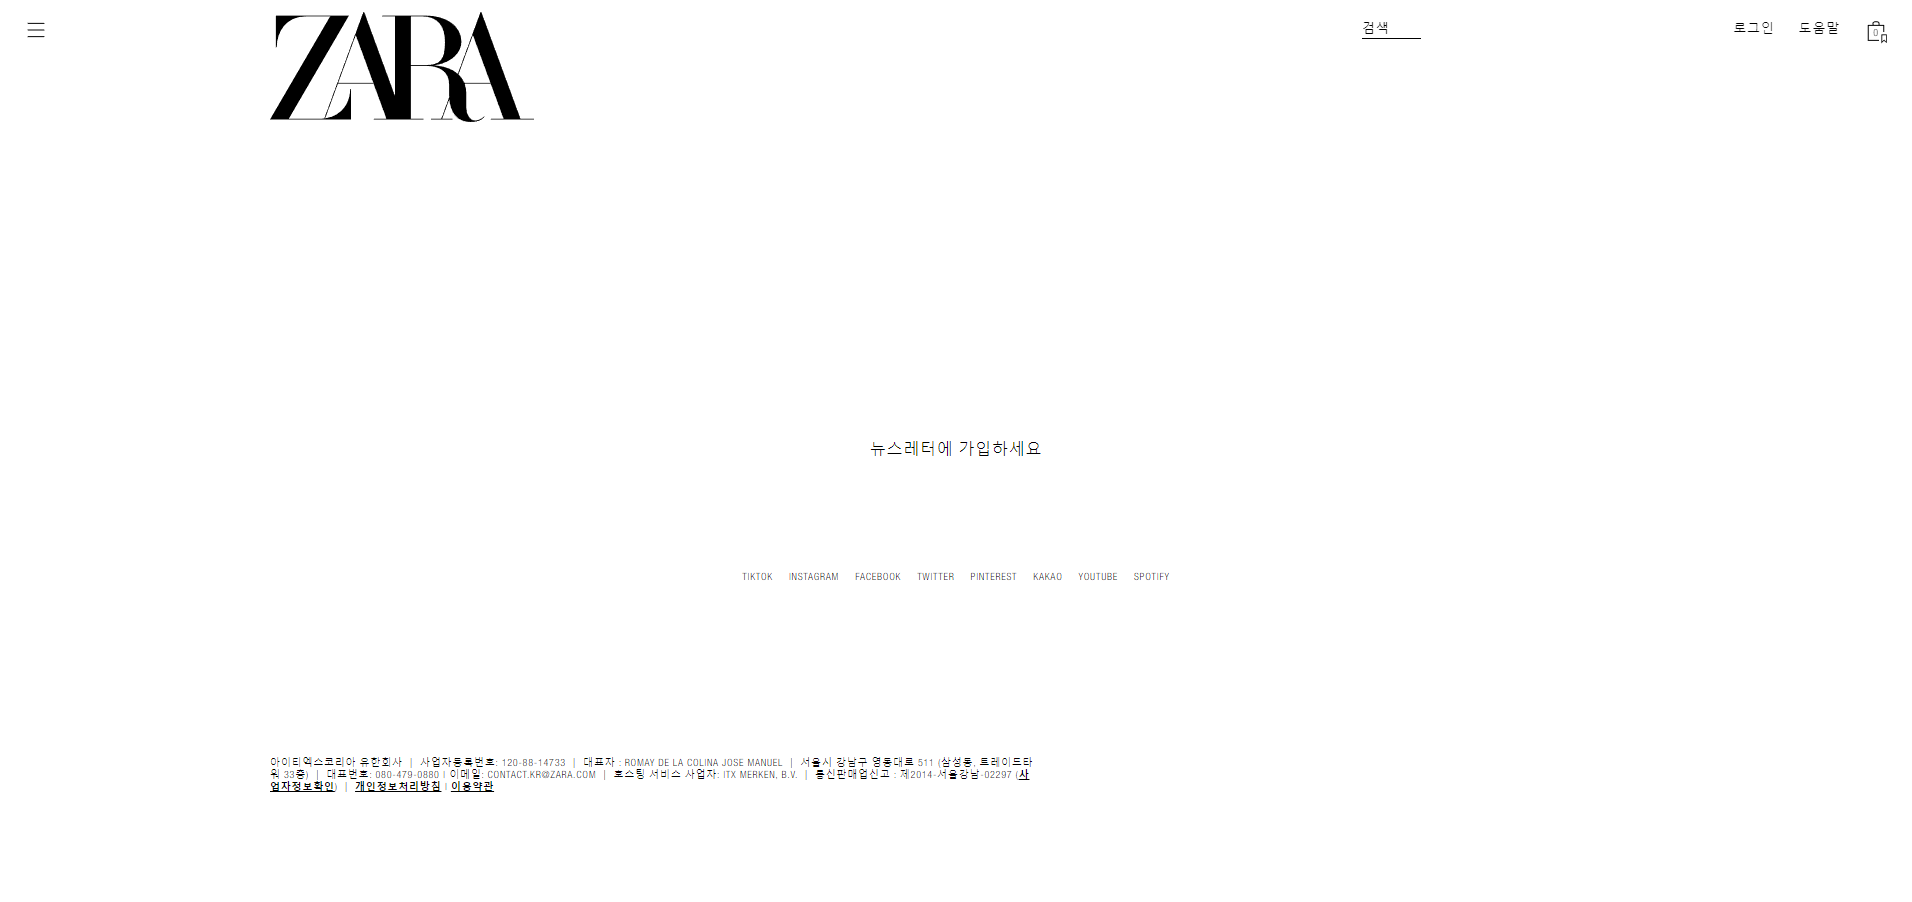 ZARA
검색
로그인
도움말
0
뉴스레터에 가입하세요
TIKTOK INSTAGRAM FACEBOOK TWITTER PINTEREST KAKAO YOUTUBE SPOTIFY
아이티엑스코리아 유한회사 | 사업자등록번호: 120-88-14733 | 대표자 : ROMAY DE LA COLINA JOSE MANUEL | 서울시 강남구 영동대로 511 (삼성동, 트레이드타
워 33층) | 대표번호: 080-479-0880 I 이메일: CONTACT.KR@ZARA.COM | 호스팅 서비스 사업자: ITX MERKEN, B.V. | 통신판매업신고 : 제2014-서울강남-02297 (사
업자정보확인) | 개인정보처리방침 I 이용약관